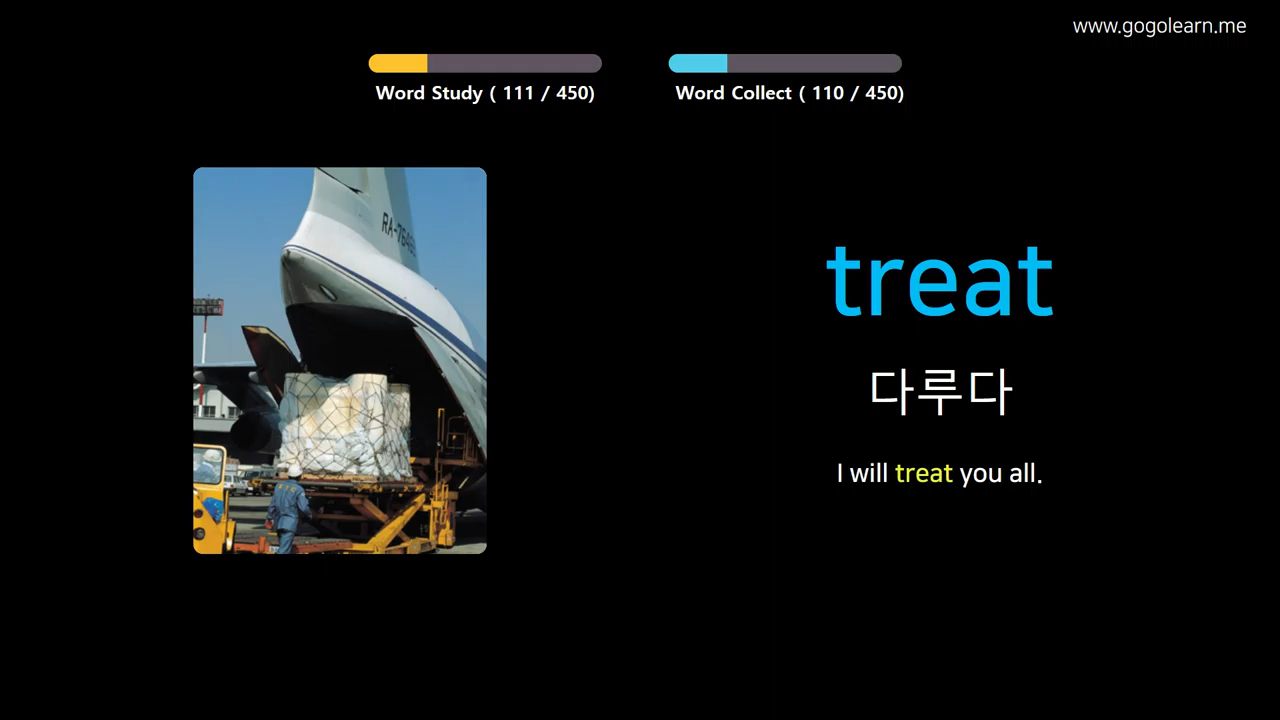 www.gogolearn.me
Word Study ( 111 / 450)
Word Collect ( 110 / 450)
treat
다루다
I will treat you all.